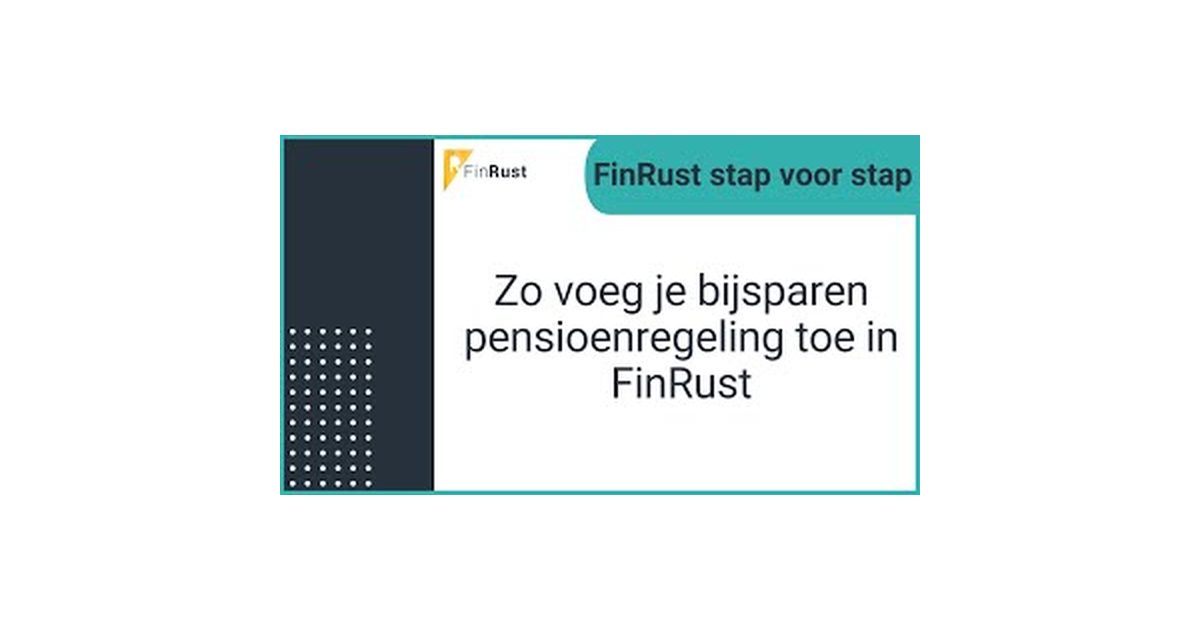 FinRust
FinRust stap voor stap
Zo voeg je bijsparen
pensioenregeling toe in
FinRust